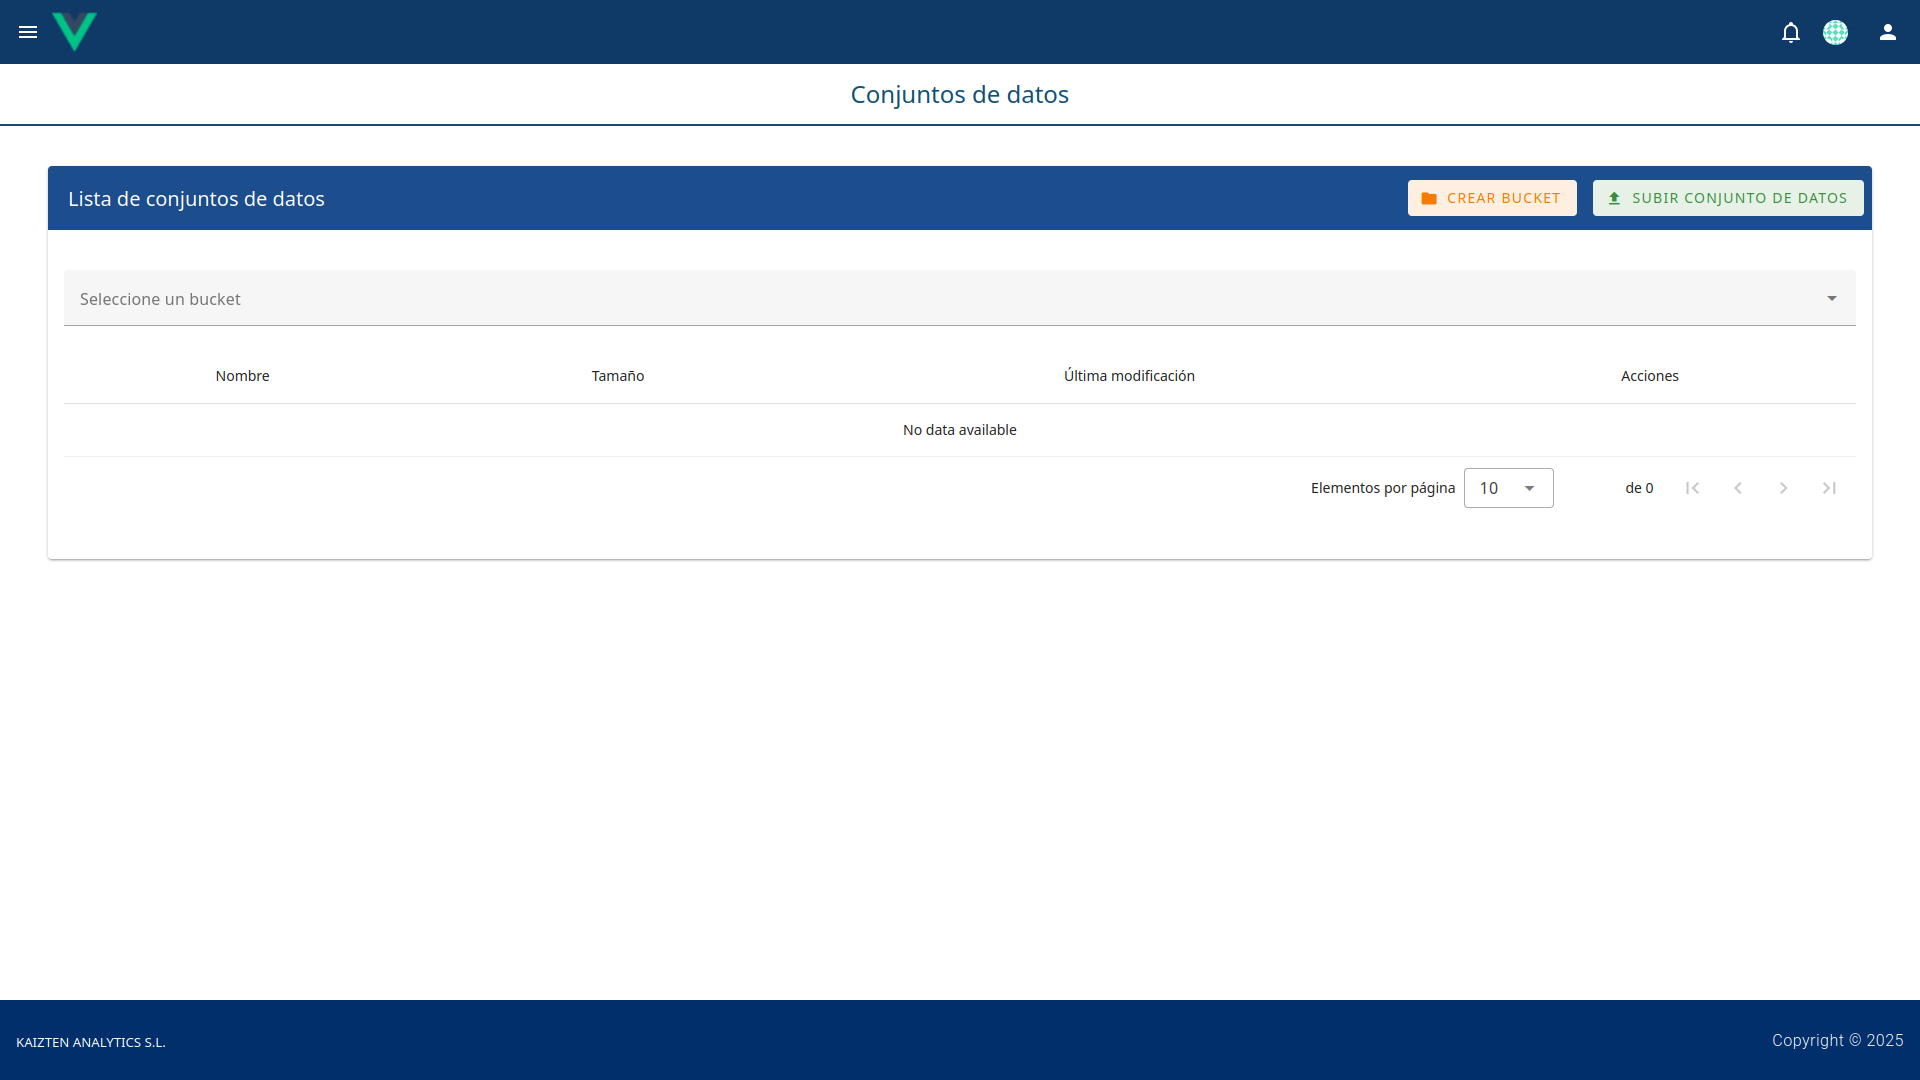 Conjuntos de datos
Lista de conjuntos de datos
CREAR BUCKET
SUBIR CONJUNTO DE DATOS
Seleccione un bucket
Nombre
Tamaño
Última modificación
Acciones
No data available
Elementos por página
10
de 0
KAIZTEN ANALYTICS S.L.
Copyright © 2025